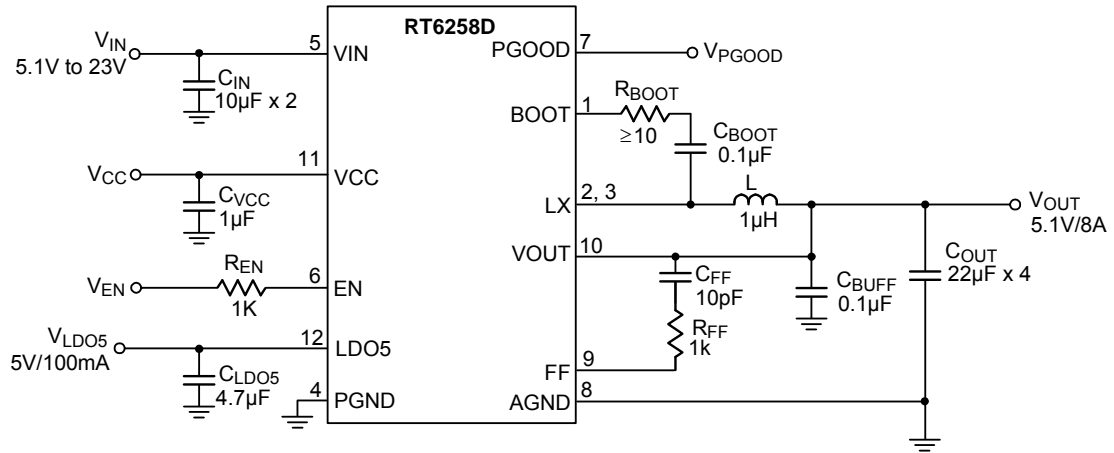 RT6258D
VIN
5.1V to 23V
5
VIN
CIN
10μF x 2
PGOOD
7
VPGOOD
BOOT
1
RBOOT
≥10
CBOOT
0.1μF
VCC
11
VCC
CVCC
1μF
LX
2, 3
L
1μH
VOUT
5.1V/8A
VOUT
10
CFF
10pF
CBUFF
0.1μF
COUT
22μF x 4
VEN
REN
1K
6
EN
RFF
1k
VLDO5
5V/100mA
12
LDO5
CLDO5
4.7μF
FF
9
4
PGND
AGND
8